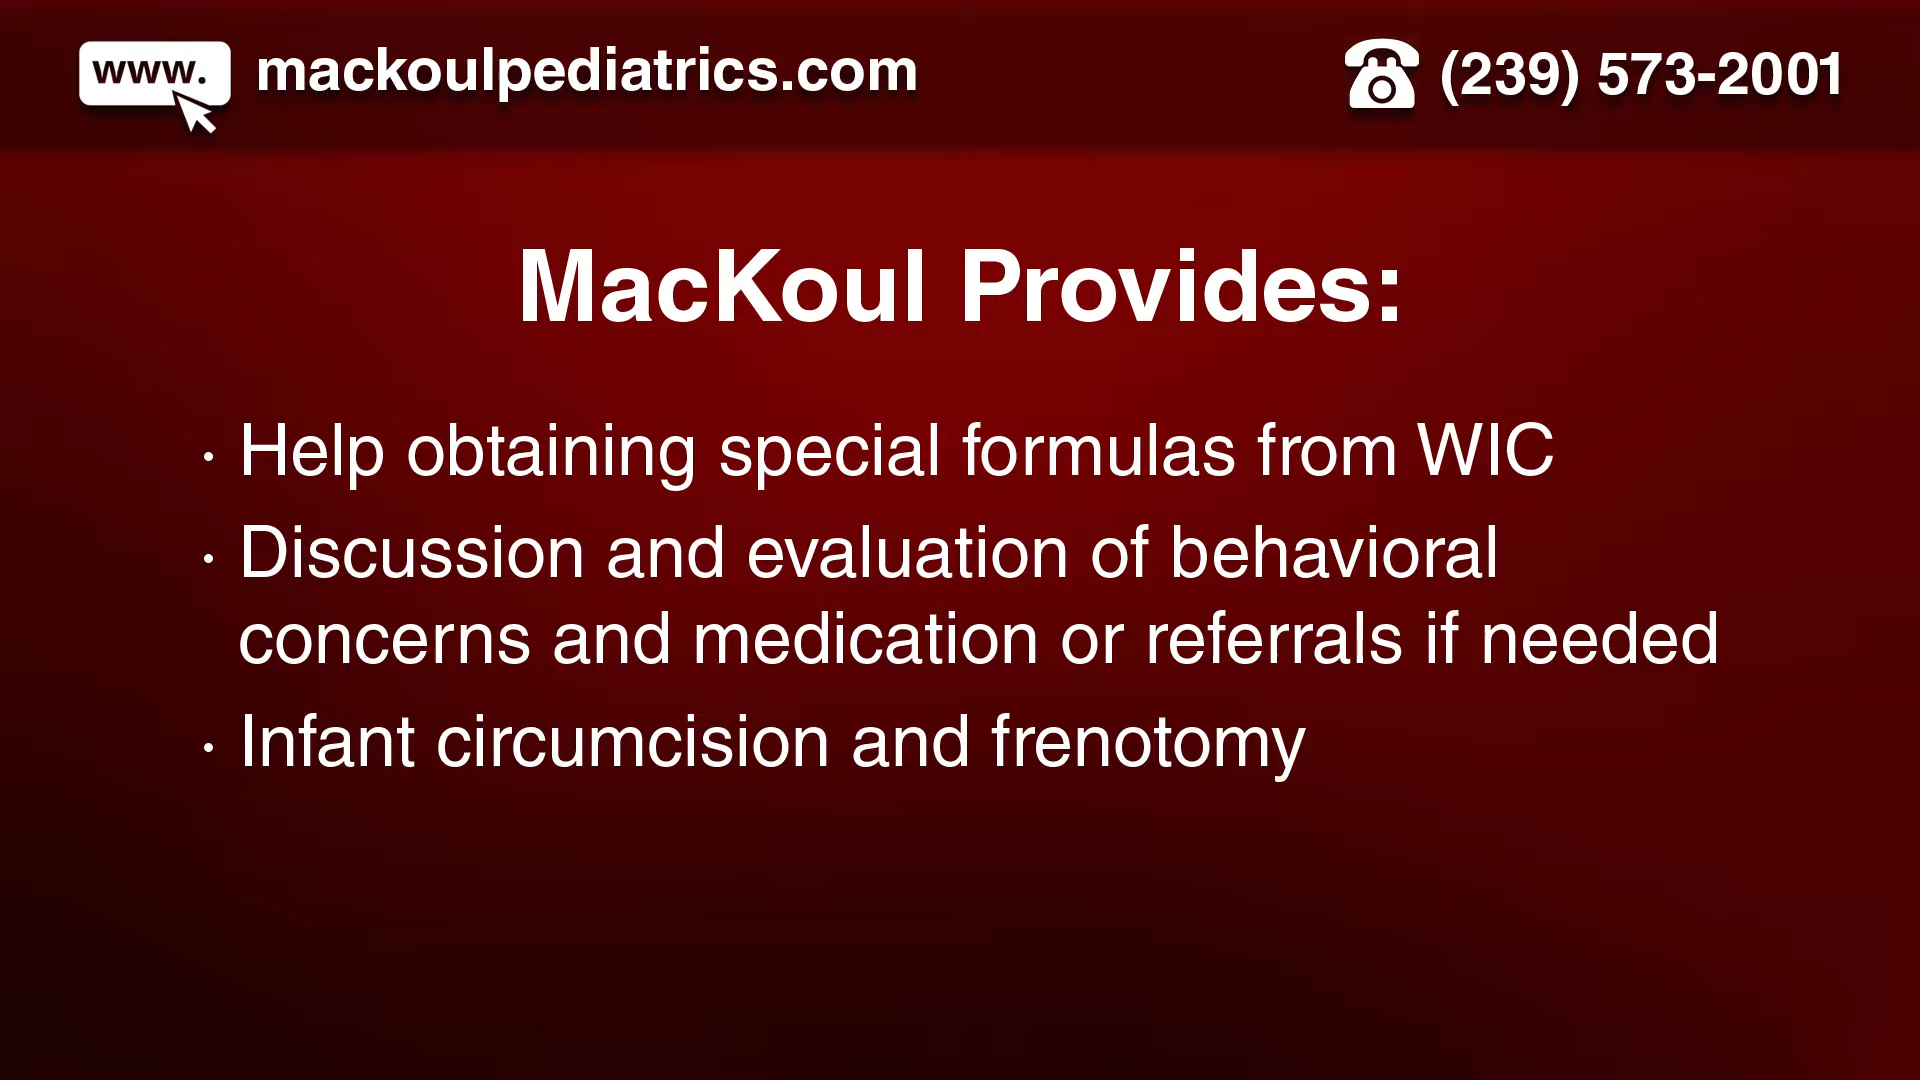 www. mackoulpediatrics.com (239) 573-2001
MacKoul Provides:
· Help obtaining special formulas from WIC
· Discussion and evaluation of behavioral
concerns and medication or referrals if needed
· Infant circumcision and frenotomy